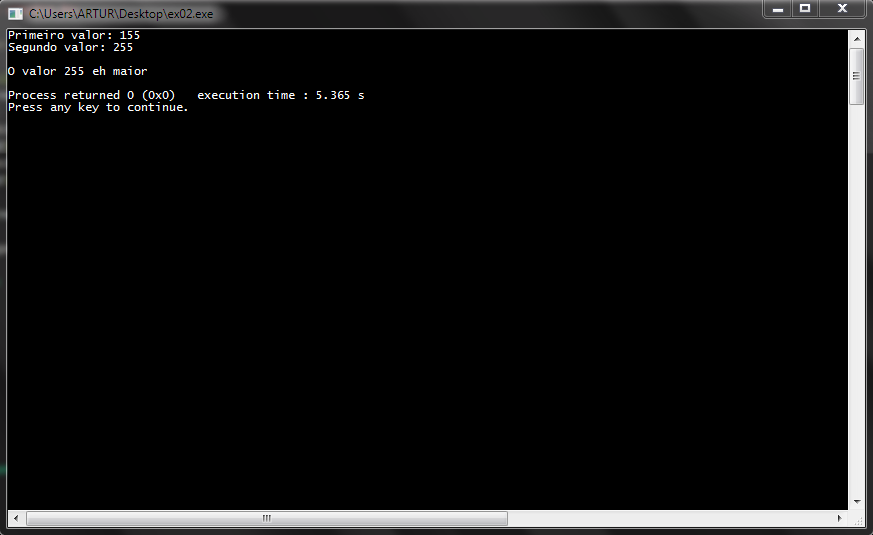 C:\Users\ARTUR\Desktop\ex02.exe
Primeiro valor: 155
Segundo valor: 255
O valor 255 eh maior
Process returned 0 (0x0)   execution time : 5.365 s
Press any key to continue.